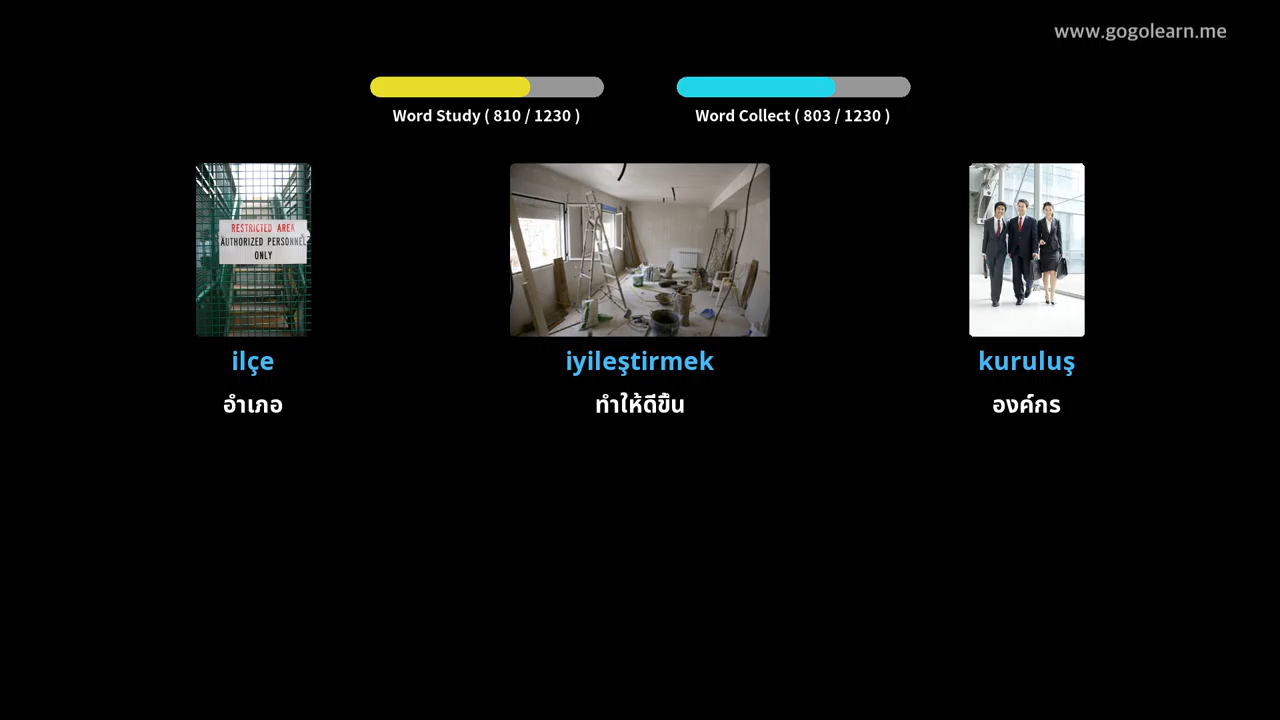 www.gogolearn.me
Word Study ( 810 / 1230 )
Word Collect ( 803 / 1230 )
RESTRICTED AREA
AUTHORIZED PERSONNEL
ONLY
ilçe
iyileştirmek
kuruluş
อำเภอ
ทำให้ดีขึ้น
องค์กร